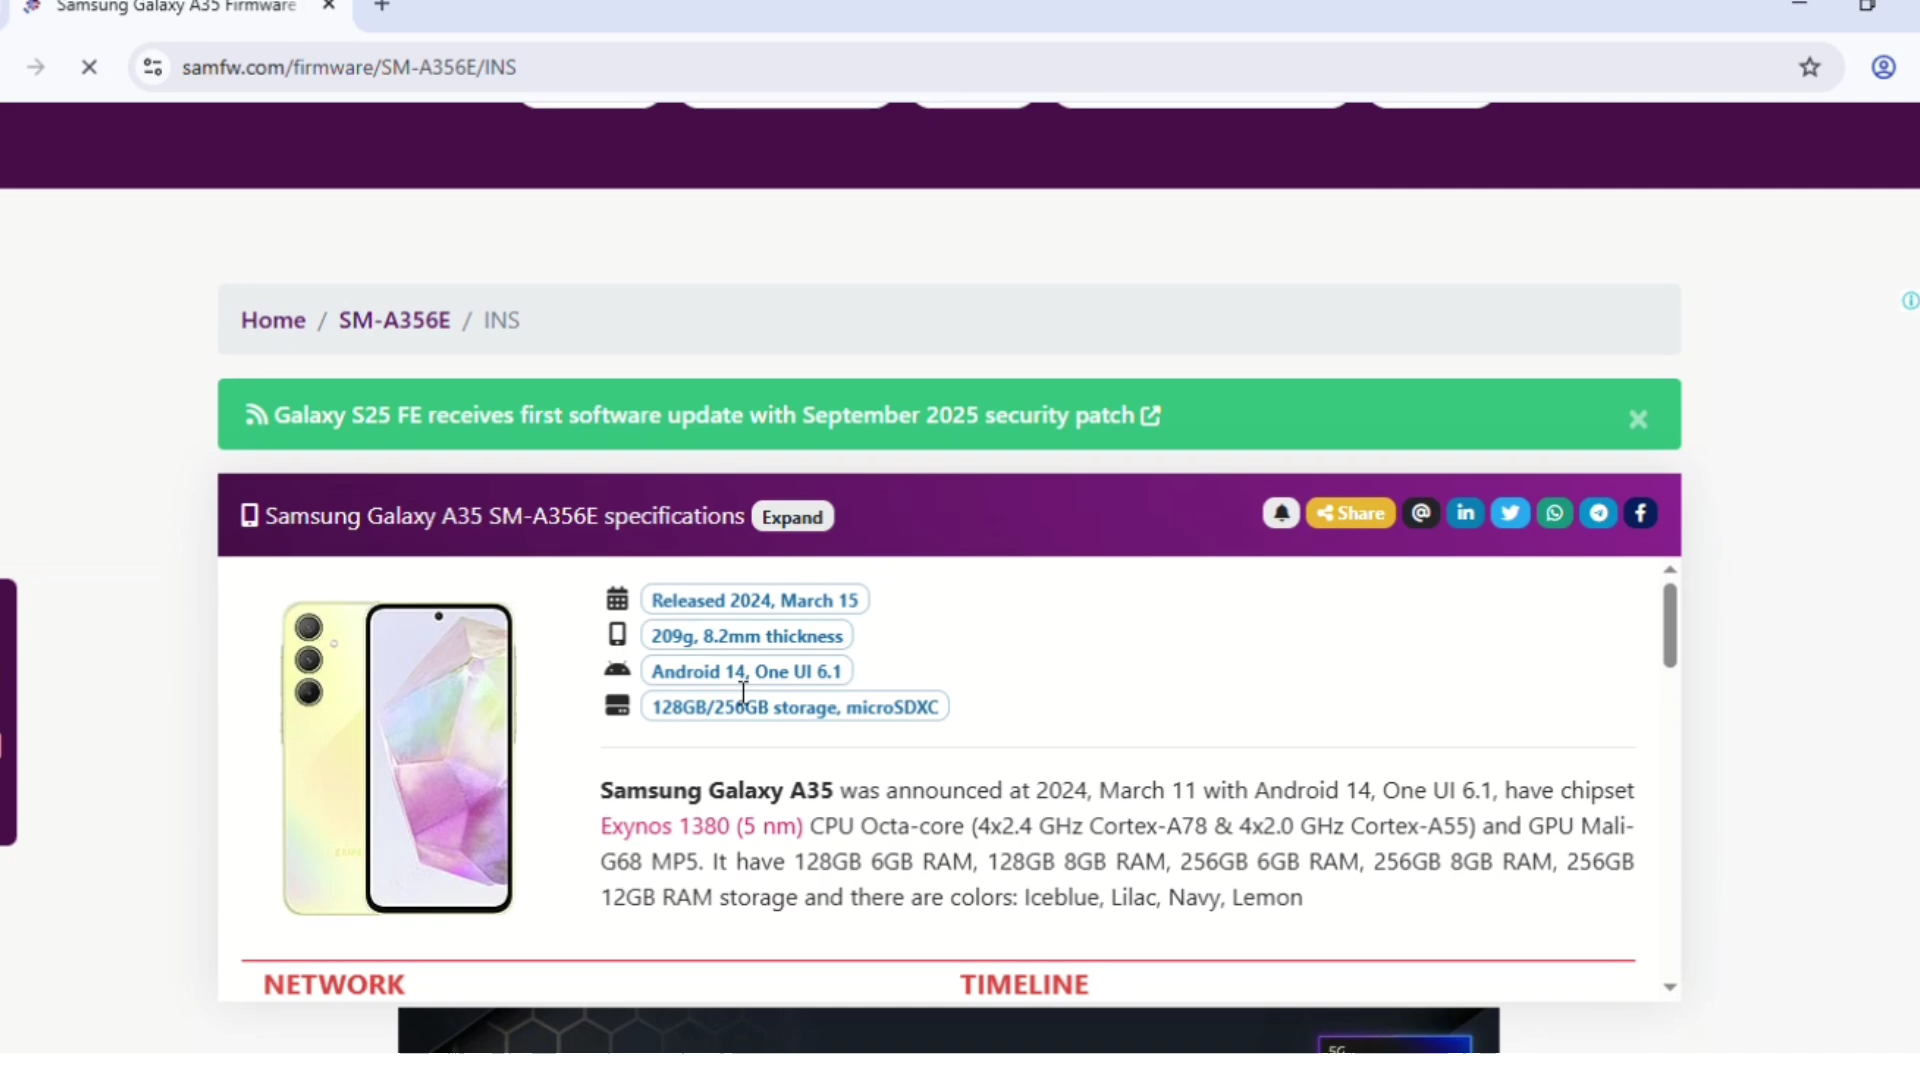 Samsung Galaxy A35 Firmware
samfw.com/firmware/SM-A356E/INS
Home / SM-A356E / INS
Galaxy S25 FE receives first software update with September 2025 security patch
Samsung Galaxy A35 SM-A356E specifications Expand
Share
Released 2024, March 15
209g, 8.2mm thickness
Android 14, One UI 6.1
128GB/256GB storage, microSDXC
Samsung Galaxy A35 was announced at 2024, March 11 with Android 14, One UI 6.1, have chipset
Exynos 1380 (5 nm) CPU Octa-core (4x2.4 GHz Cortex-A78 & 4x2.0 GHz Cortex-A55) and GPU Mali-
G68 MP5. It have 128GB 6GB RAM, 128GB 8GB RAM, 256GB 6GB RAM, 256GB 8GB RAM, 256GB
12GB RAM storage and there are colors: Iceblue, Lilac, Navy, Lemon
NETWORK TIMELINE